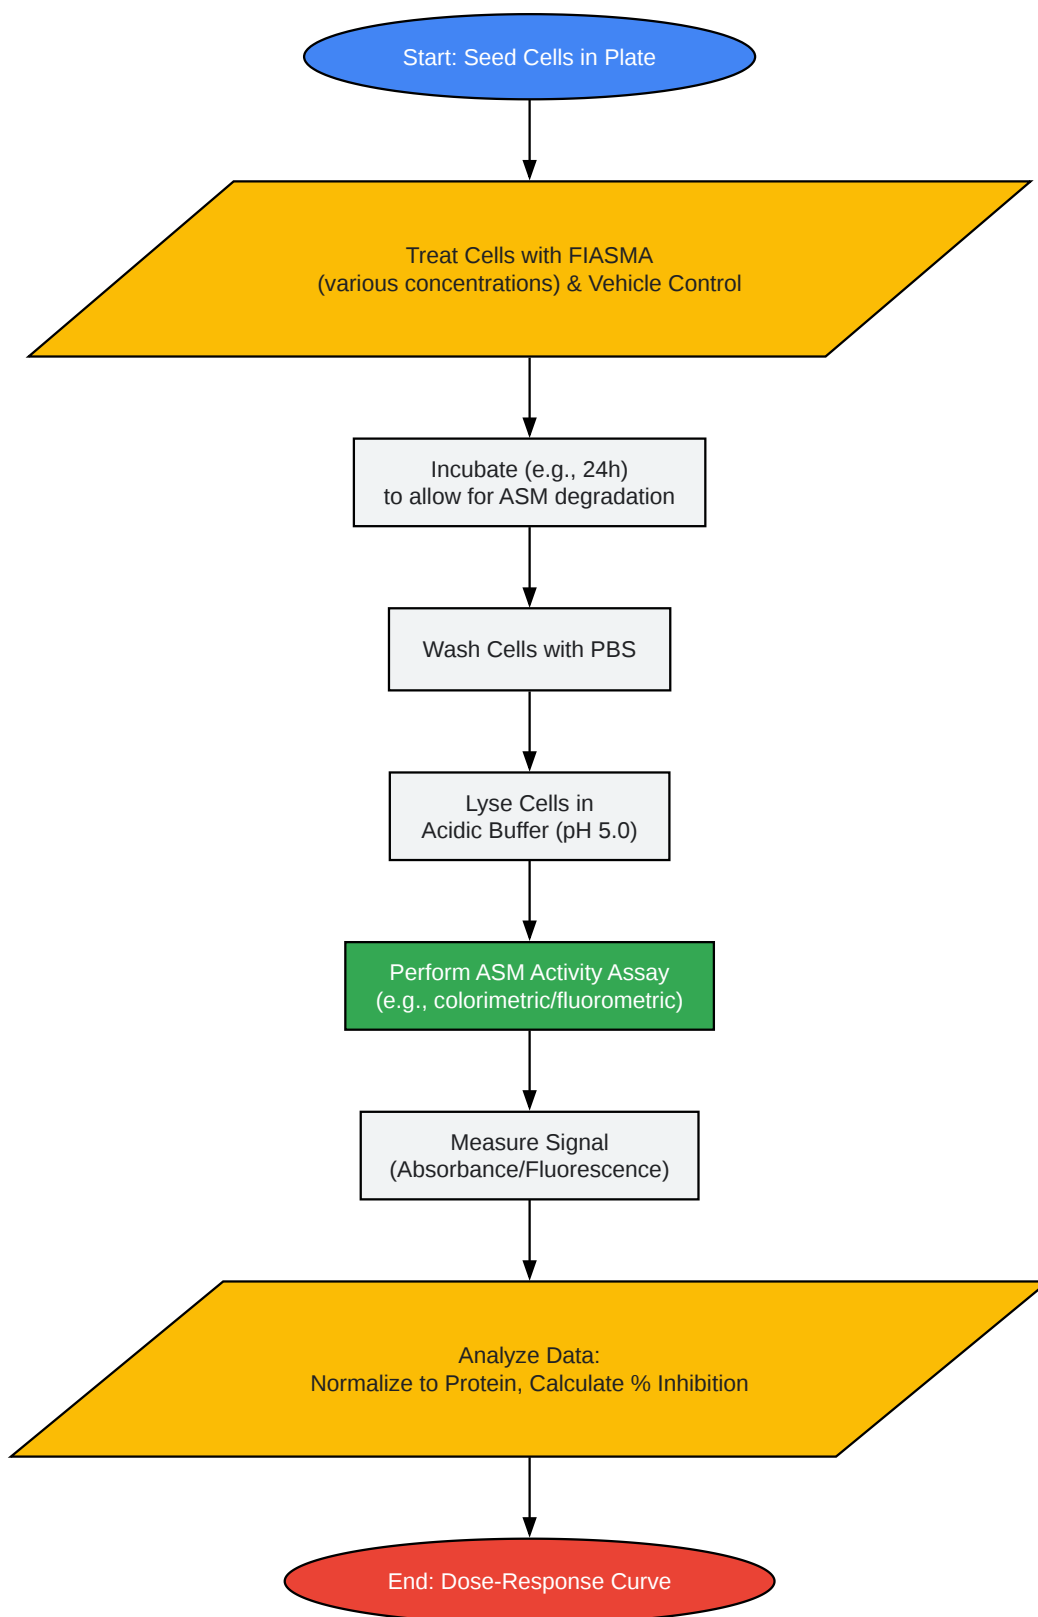 Start: Seed Cells in Plate
Treat Cells with FIASMA
(various concentrations) & Vehicle Control
Incubate (e.g., 24h)
to allow for ASM degradation
Wash Cells with PBS
Lyse Cells in
Acidic Buffer (pH 5.0)
Perform ASM Activity Assay
(e.g., colorimetric/fluorometric)
Measure Signal
(Absorbance/Fluorescence)
Analyze Data:
Normalize to Protein, Calculate % Inhibition
End: Dose-Response Curve